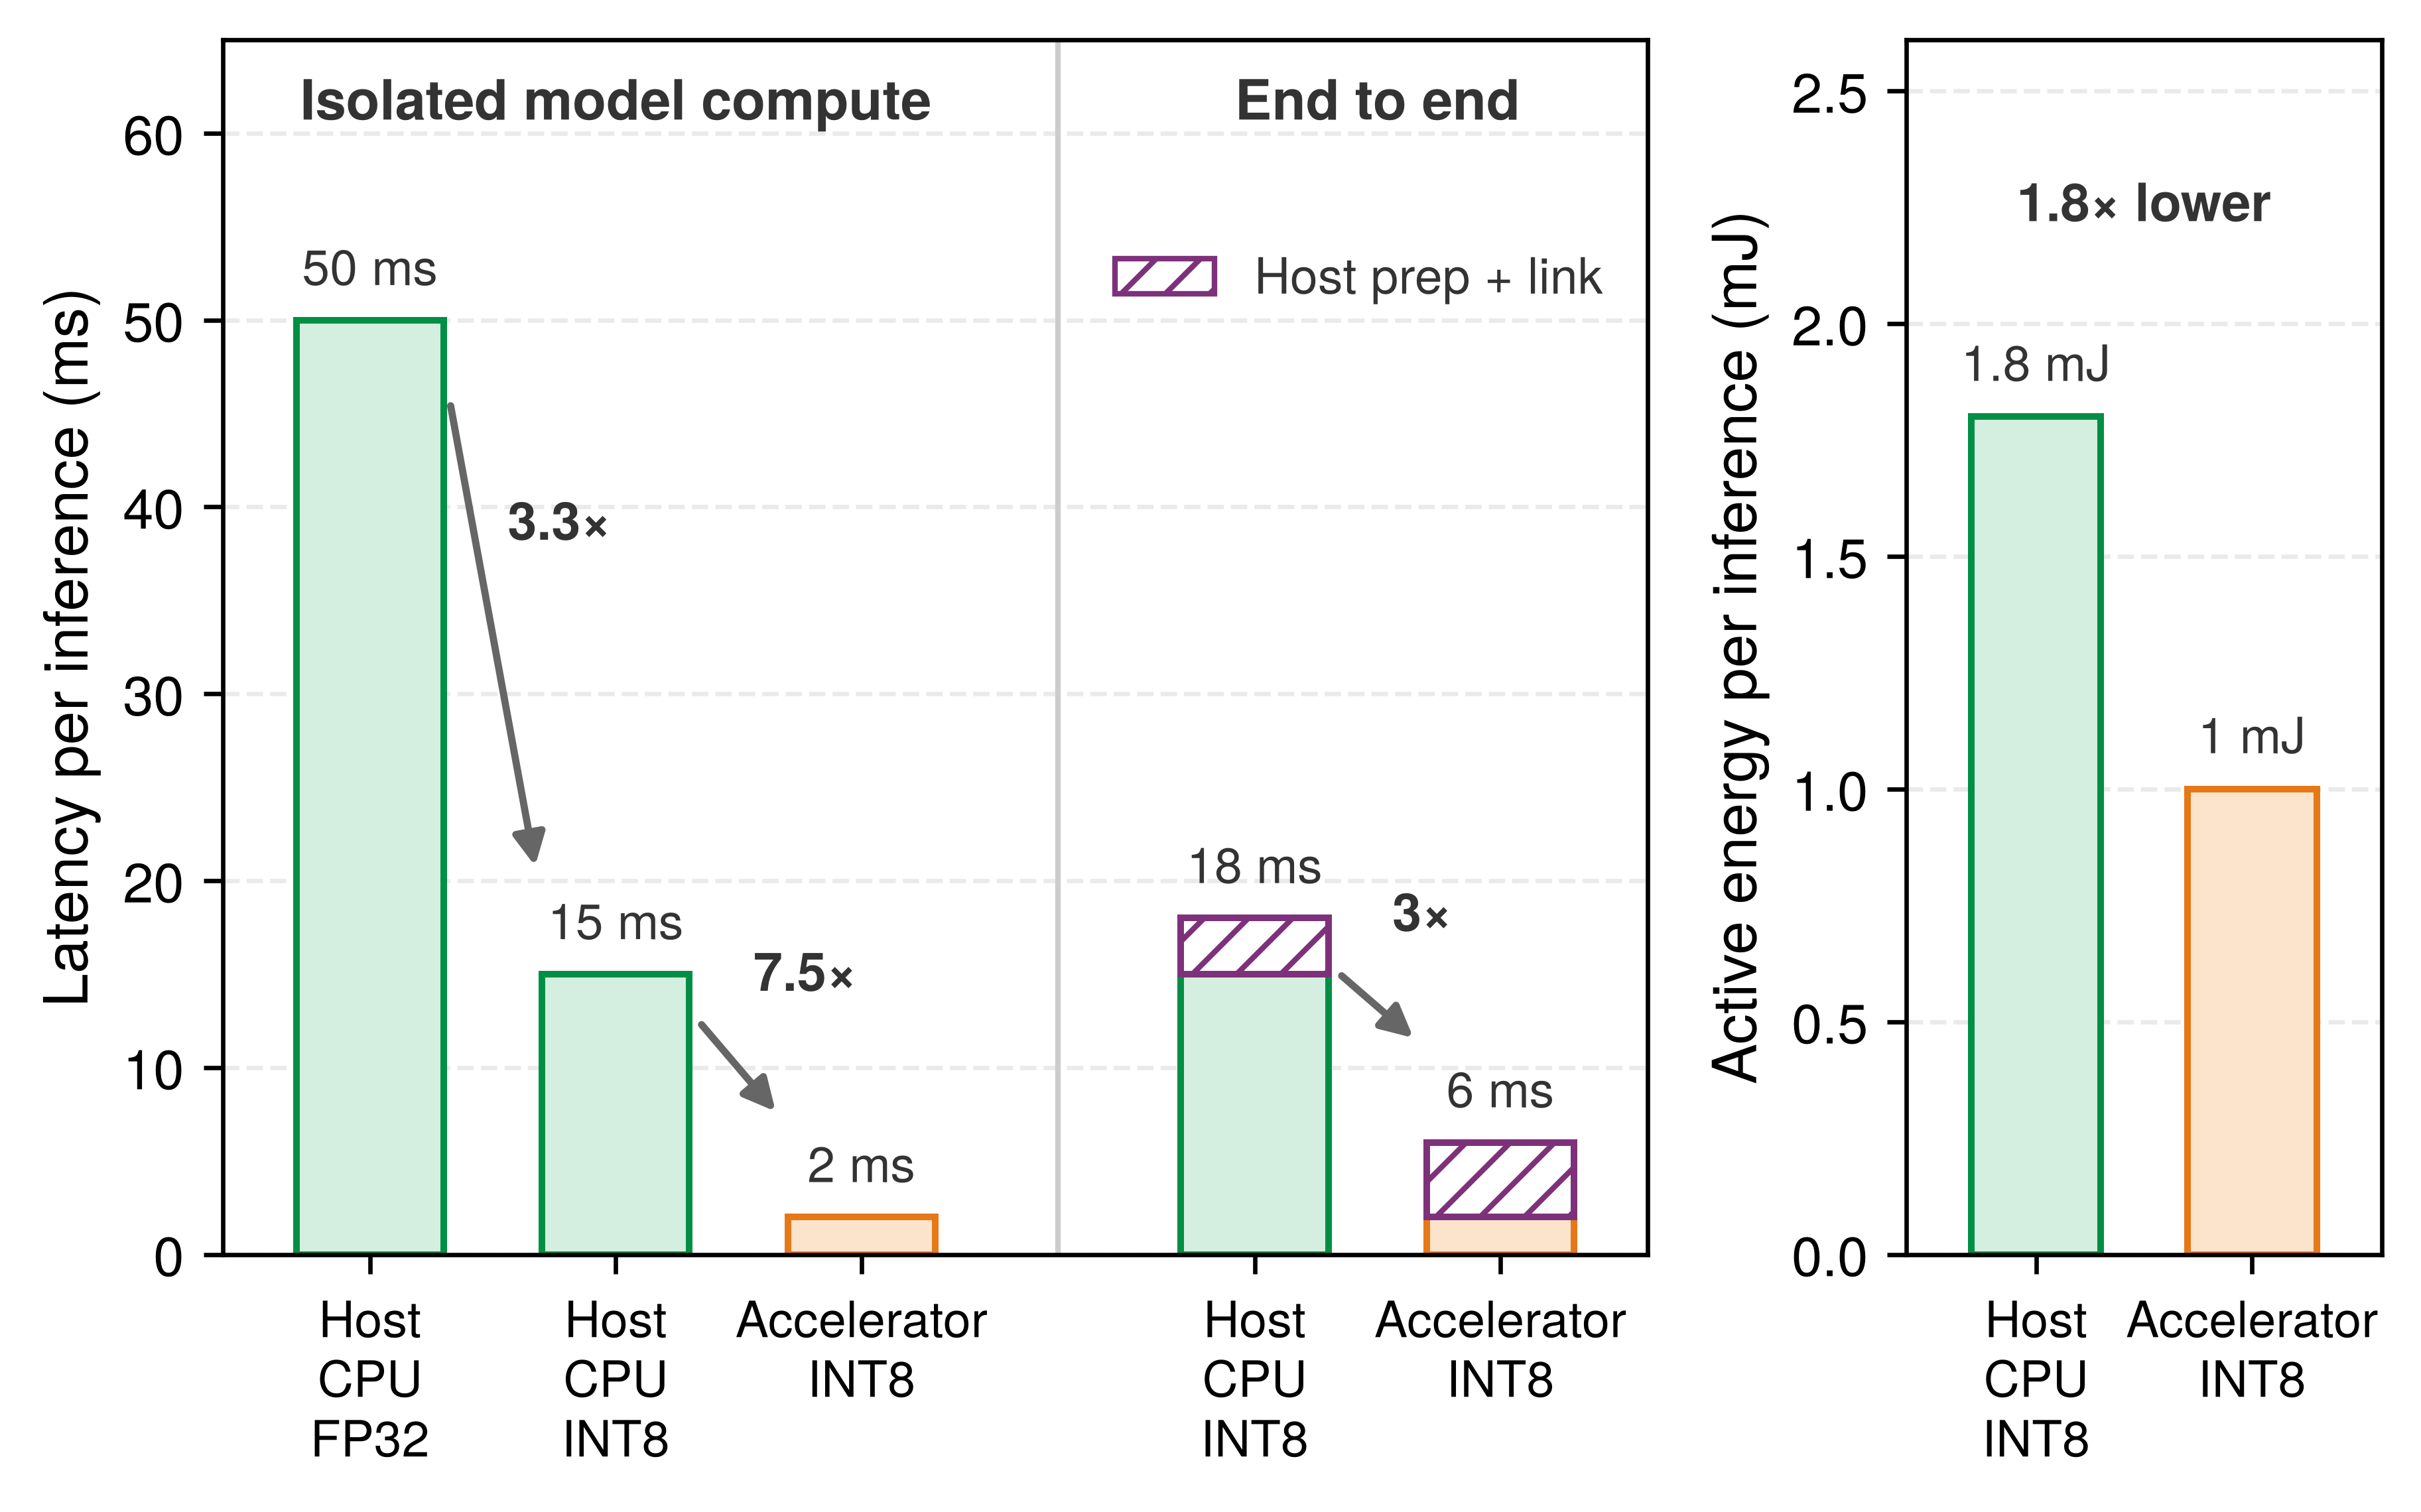 Isolated model compute
End to end
Latency per inference (ms)
60
50
40
30
20
10
0
50 ms
3.3×
15 ms
7.5×
2 ms
Host prep + link
18 ms
3×
6 ms
Host
CPU
FP32
Host
CPU
INT8
Accelerator
INT8
Host
CPU
INT8
Accelerator
INT8
Active energy per inference (mJ)
2.5
2.0
1.5
1.0
0.5
0.0
1.8× lower
1.8 mJ
1 mJ
Host
CPU
INT8
Accelerator
INT8